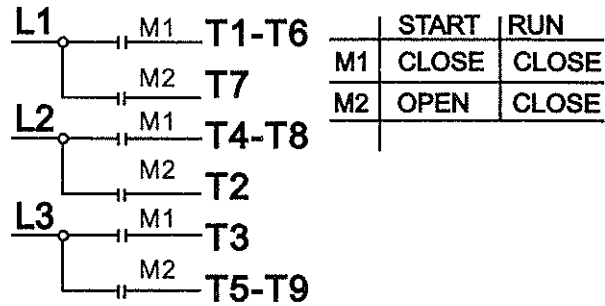 L1 M1 T1-T6
M2 T7
L2 M1 T4-T8
M2 T2
L3 M1 T3
M2 T5-T9
START RUN
M1 CLOSE CLOSE
M2 OPEN CLOSE